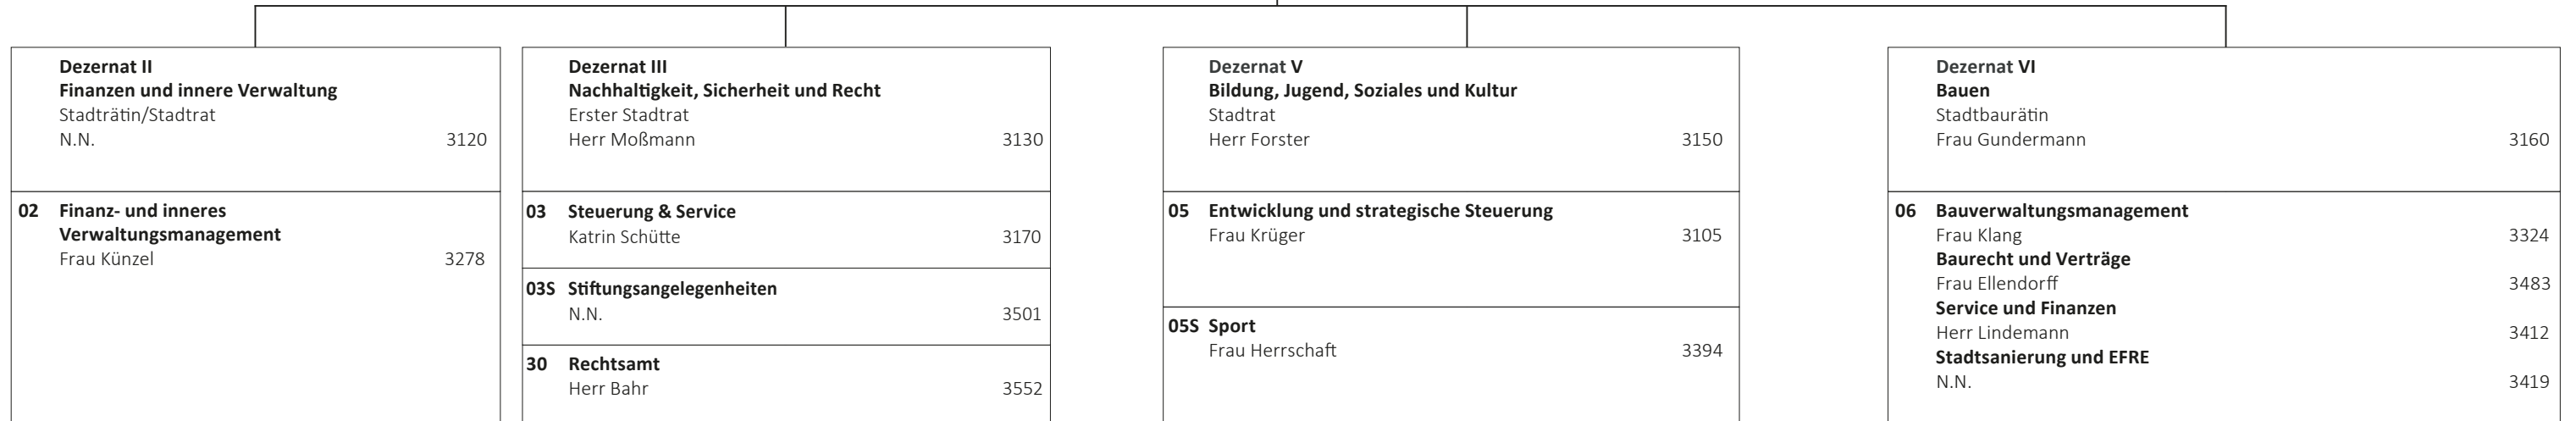 Dezernat II
Finanzen und innere Verwaltung
Stadträtin/Stadtrat
N.N. 3120
02 Finanz- und inneres
Verwaltungsmanagement
Frau Künzel 3278
Dezernat III
Nachhaltigkeit, Sicherheit und Recht
Erster Stadtrat
Herr Moßmann 3130
03 Steuerung & Service
Katrin Schütte 3170
03S Stiftungsangelegenheiten
N.N. 3501
30 Rechtsamt
Herr Bahr 3552
Dezernat V
Bildung, Jugend, Soziales und Kultur
Stadtrat
Herr Forster 3150
05 Entwicklung und strategische Steuerung
Frau Krüger 3105
05S Sport
Frau Herrschaft 3394
Dezernat VI
Bauen
Stadtbaurätin
Frau Gundermann 3160
06 Bauverwaltungsmanagement
Frau Klang 3324
Baurecht und Verträge
Frau Ellendorff 3483
Service und Finanzen
Herr Lindemann 3412
Stadtsanierung und EFRE
N.N. 3419